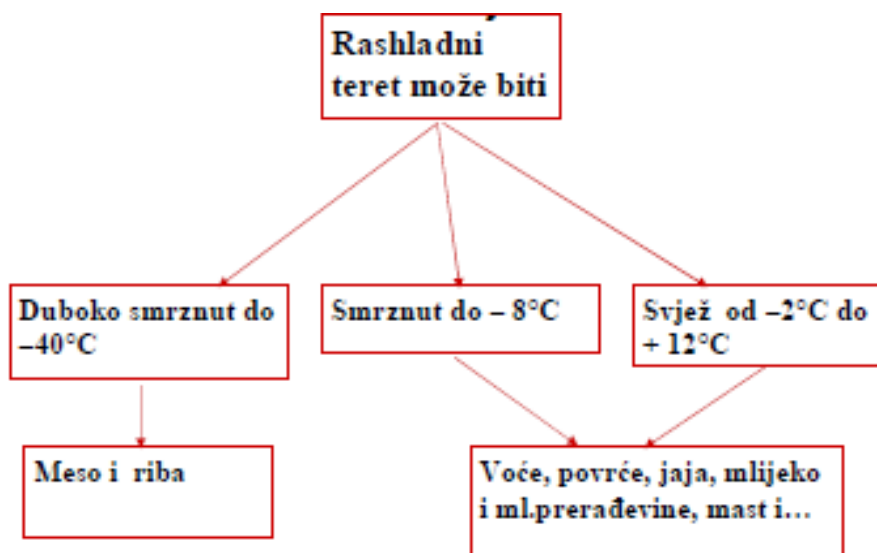 Rashladni
teret može biti
Duboko smrznut do
–40°C
Smrznut do – 8°C
Svjež od –2°C do
+ 12°C
Meso i riba
Voće, povrće, jaja, mlijeko
i ml.prerađevine, mast i…